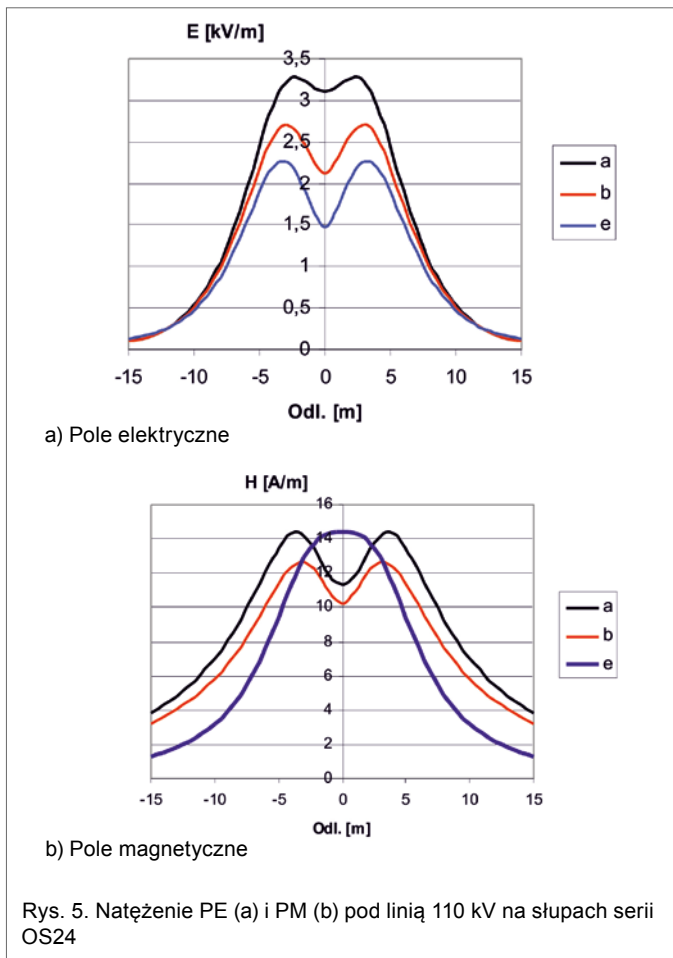 E [kV/m]
3,5
3
2,5
2
1,5
1
0,5
0
-15 -10 -5 0 5 10 15
Odl. [m]
a
b
e
a) Pole elektryczne
H [A/m]
16
14
12
10
8
6
4
2
0
-15 -10 -5 0 5 10 15
Odl. [m]
a
b
e
b) Pole magnetyczne
Rys. 5. Natężenie PE (a) i PM (b) pod linią 110 kV na słupach serii
OS24